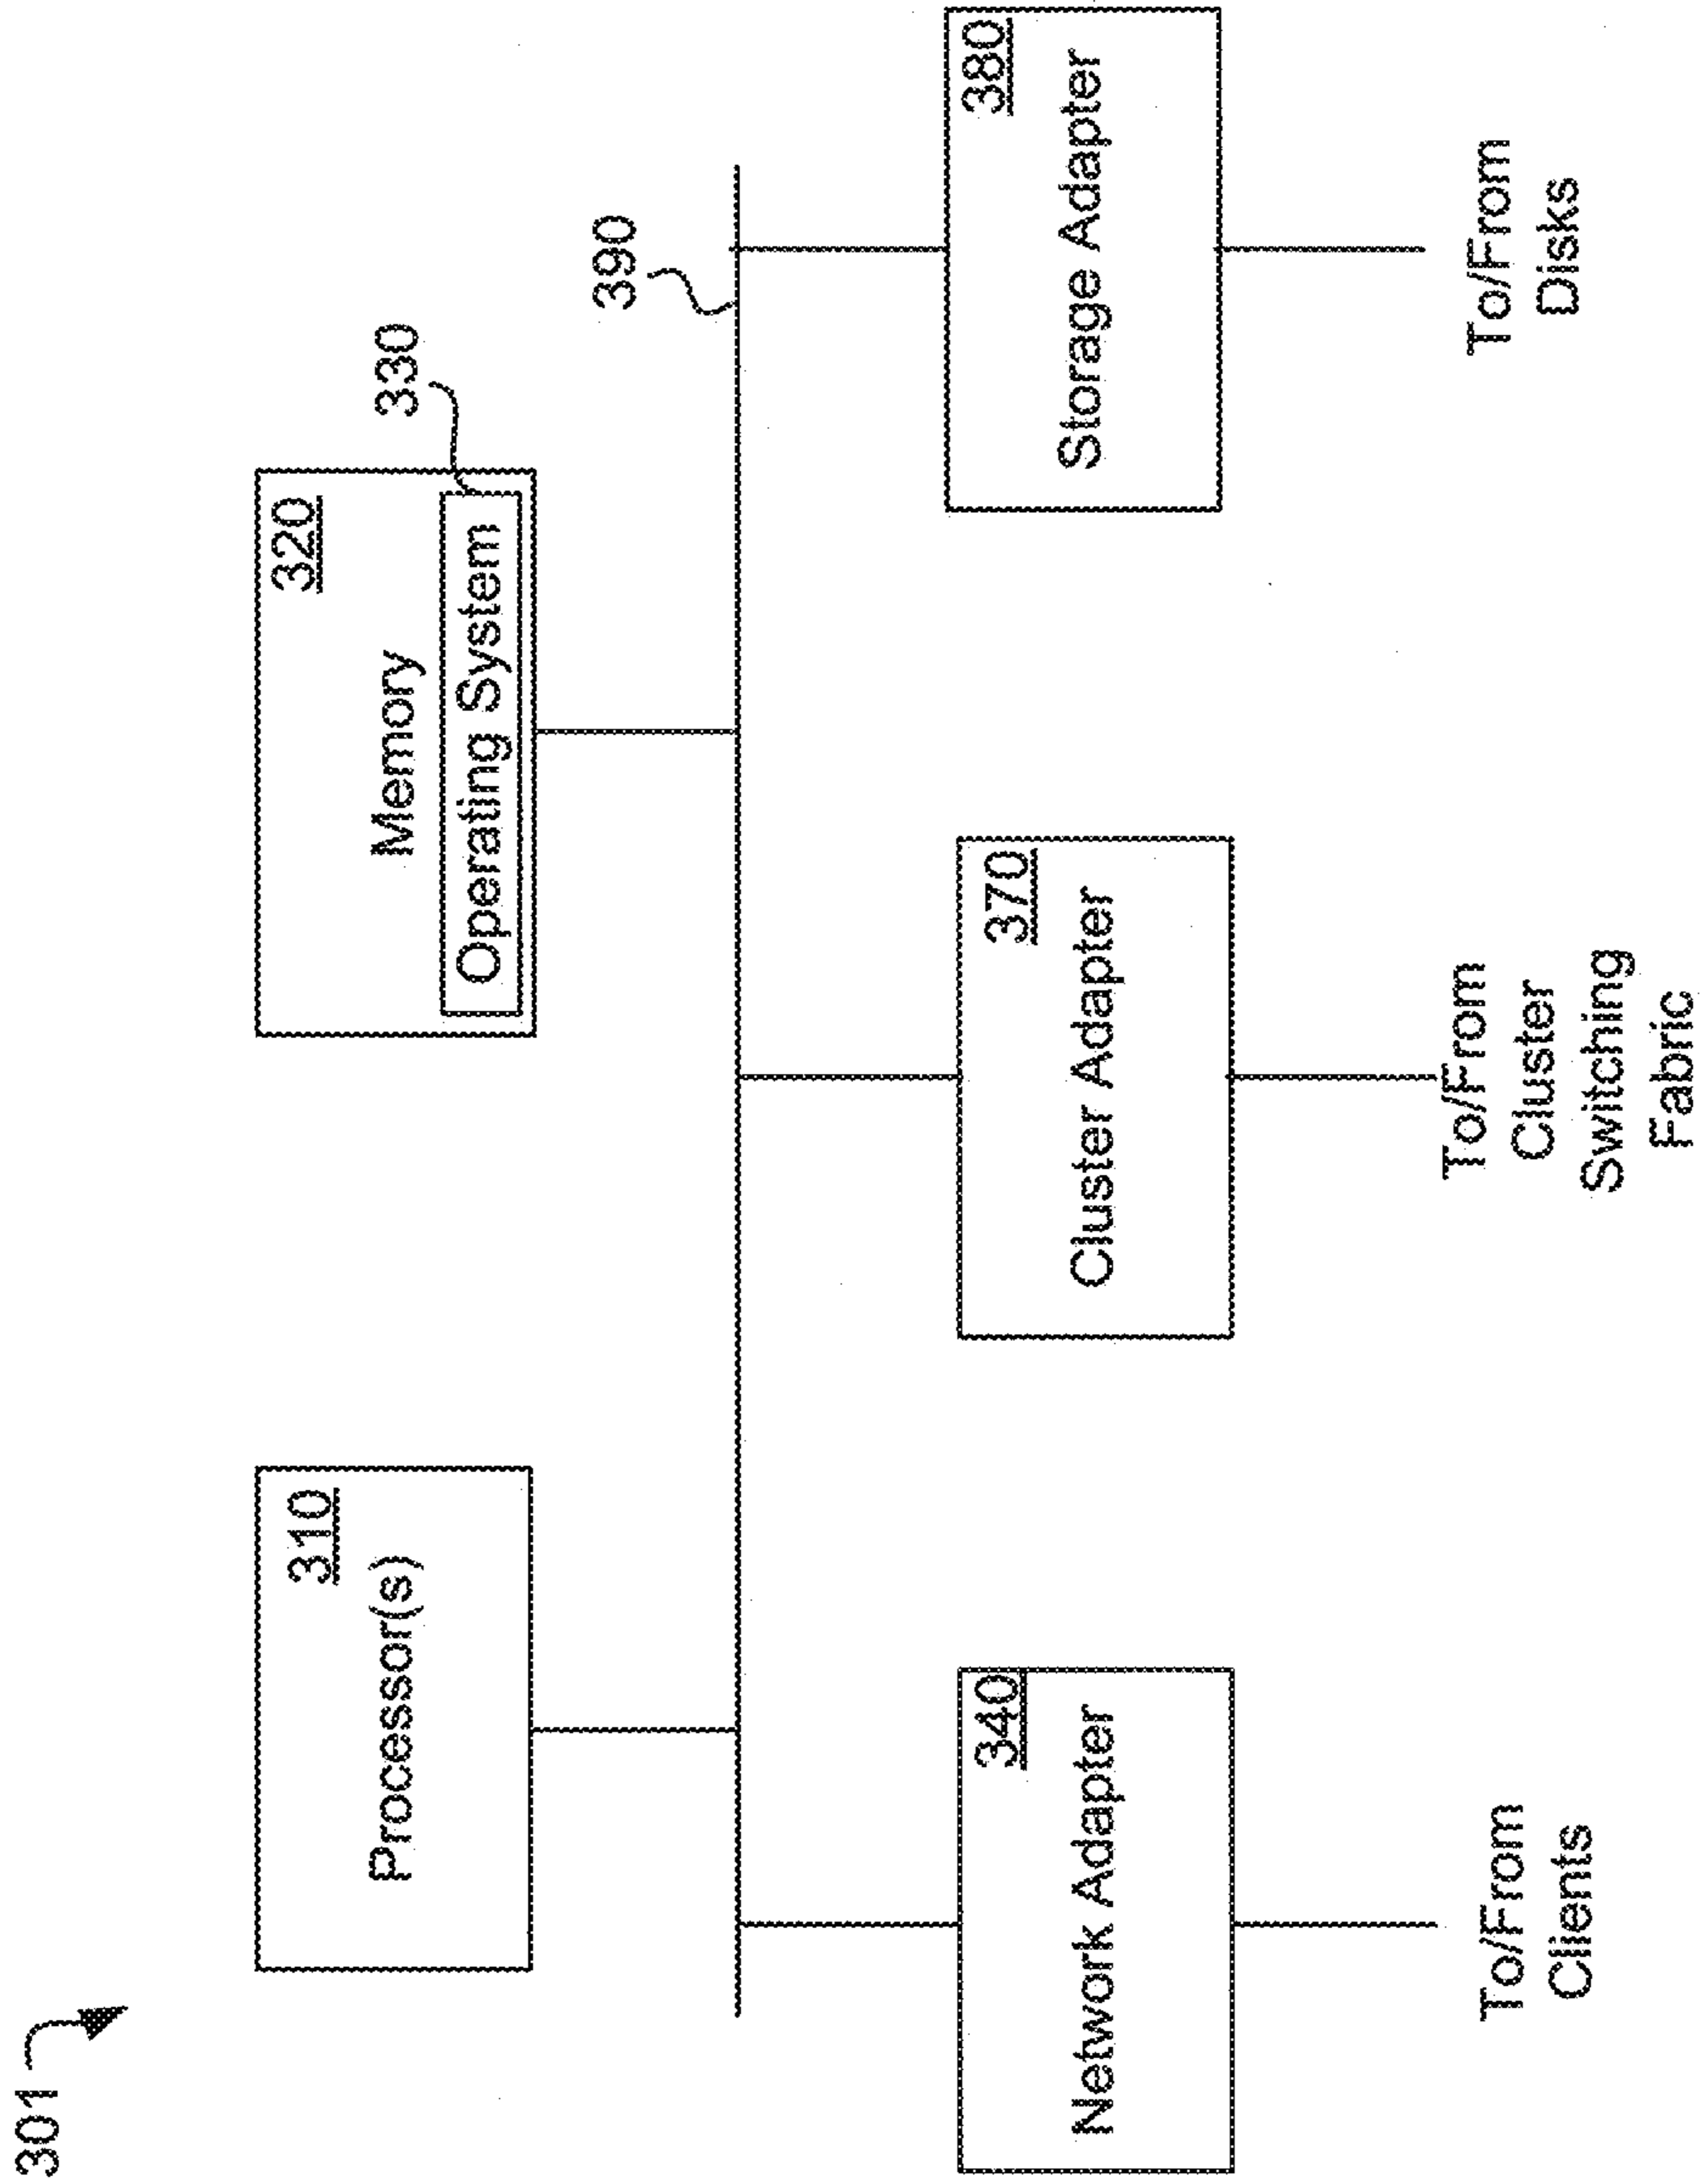 301
310
Processor(s)
320
Memory
Operating System
330
390
340
Network Adapter
370
Cluster Adapter
380
Storage Adapter
To/From
Clients
To/From
Cluster
Switching
Fabric
To/From
Disks